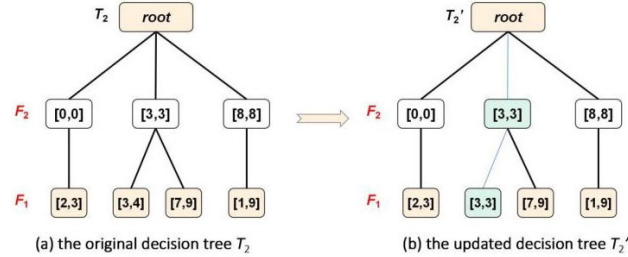 T₂ root
T₂' root
F₂ [0,0] [3,3] [8,8]
F₂ [0,0] [3,3] [8,8]
F₁ [2,3] [3,4] [7,9] [1,9]
F₁ [2,3] [3,3] [7,9] [1,9]
(a) the original decision tree T₂
(b) the updated decision tree T₂'